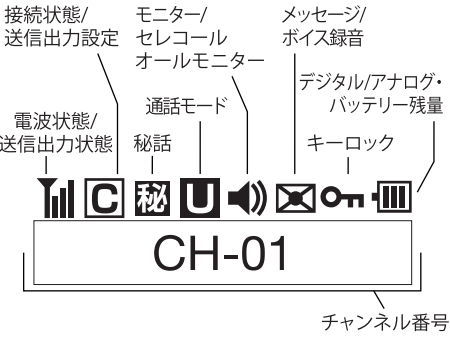 接続状態/
送信出力設定
モニター/
セレコール
オールモニター
メッセージ/
ボイス録音
デジタル/アナログ・
バッテリー残量
電波状態/
送信出力状態
秘話
通話モード
キーロック
C 秘 U
CH-01
チャンネル番号